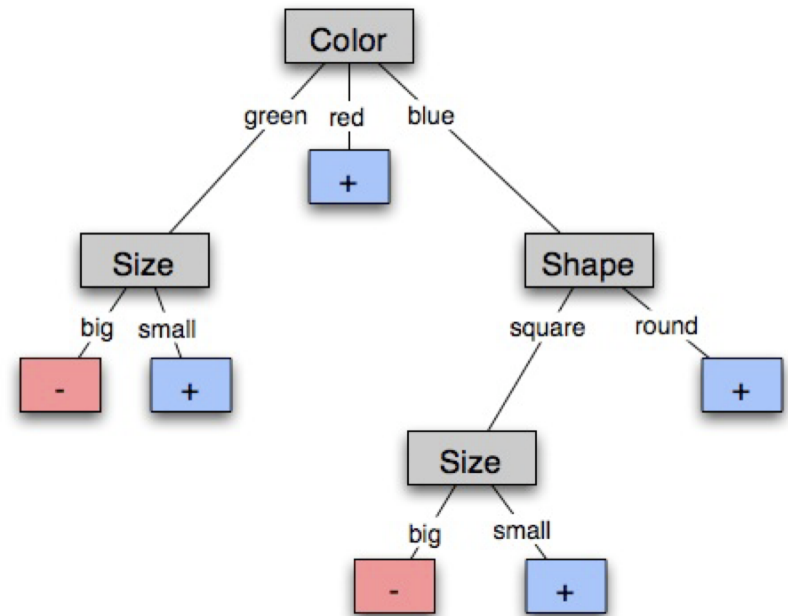 Color
green red blue
+
Size Shape
big small square round
- + +
Size
big small
- +